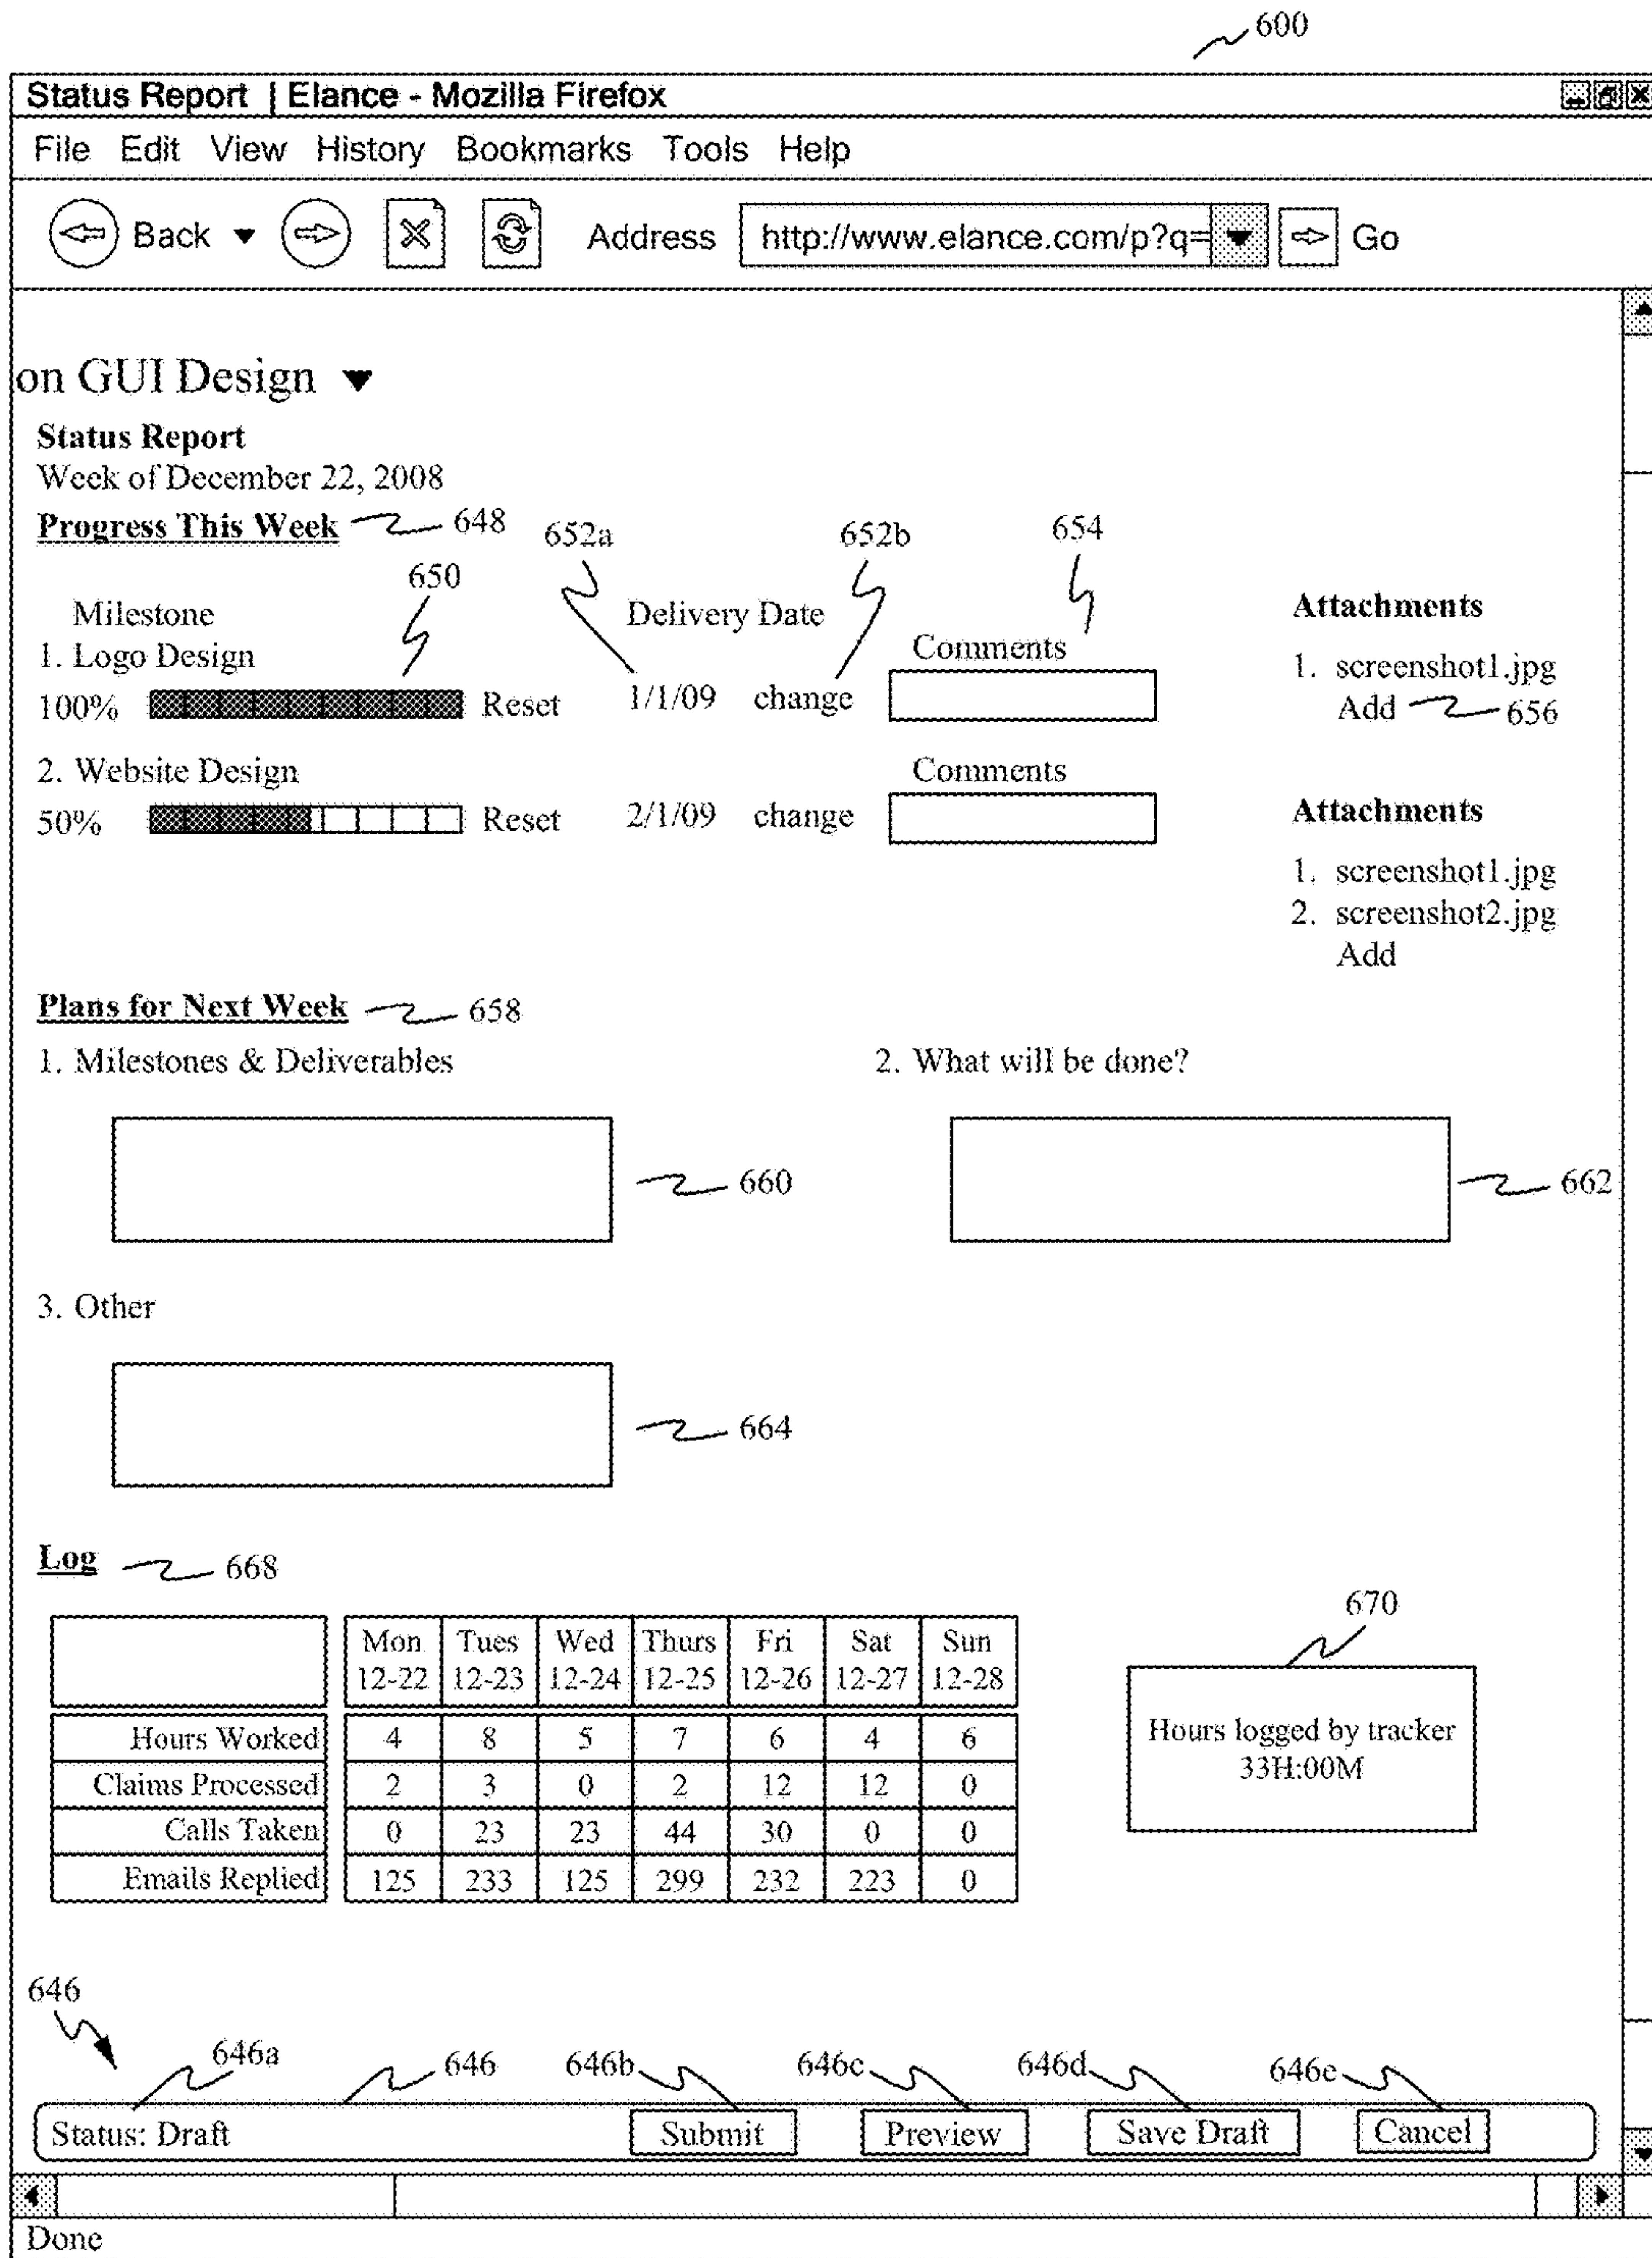 600
Status Report | Elance - Mozilla Firefox
File Edit View History Bookmarks Tools Help
Back Address http://www.elance.com/p?q= Go
on GUI Design
Status Report
Week of December 22, 2008
Progress This Week 648
652a 652b 654
650
Milestone Delivery Date Attachments
1. Logo Design Comments
1. screenshot1.jpg
100% Reset 1/1/09 change
Add 656
2. Website Design Comments
50% Reset 2/1/09 change
Attachments
1. screenshot1.jpg
2. screenshot2.jpg
Add
Plans for Next Week 658
1. Milestones & Deliverables 2. What will be done?
660 662
3. Other
664
Log 668
670
Mon Tues Wed Thurs Fri Sat Sun
12-22 12-23 12-24 12-25 12-26 12-27 12-28
Hours Worked 4 8 5 7 6 4 6
Claims Processed 2 3 0 2 12 12 0
Calls Taken 0 23 23 44 30 0 0
Emails Replied 125 233 125 299 232 223 0
Hours logged by tracker
33H:00M
646
646a 646 646b 646c 646d 646e
Status: Draft Submit Preview Save Draft Cancel
Done